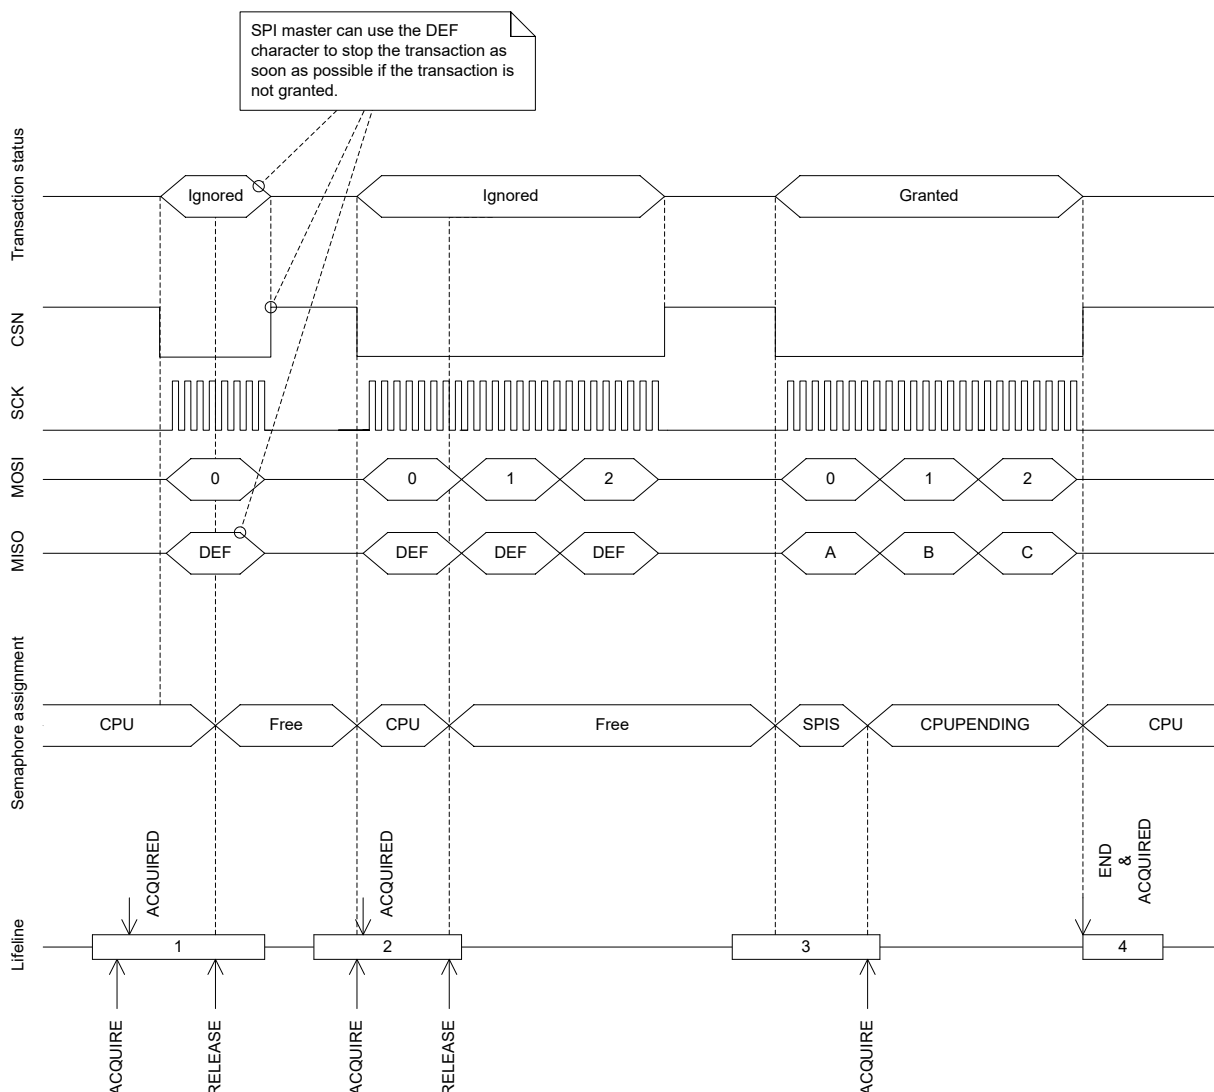 SPI master can use the DEF
character to stop the transaction as
soon as possible if the transaction is
not granted.
Transaction status
Ignored
Ignored
Granted
CSN
SCK
MOSI
0
0
1
2
0
1
2
MISO
DEF
DEF
DEF
DEF
A
B
C
Semaphore assignment
CPU
Free
CPU
Free
SPIS
CPUPENDING
CPU
ACQUIRED
ACQUIRED
END
&
ACQUIRED
Lifeline
1
2
3
4
ACQUIRE
RELEASE
ACQUIRE
RELEASE
ACQUIRE